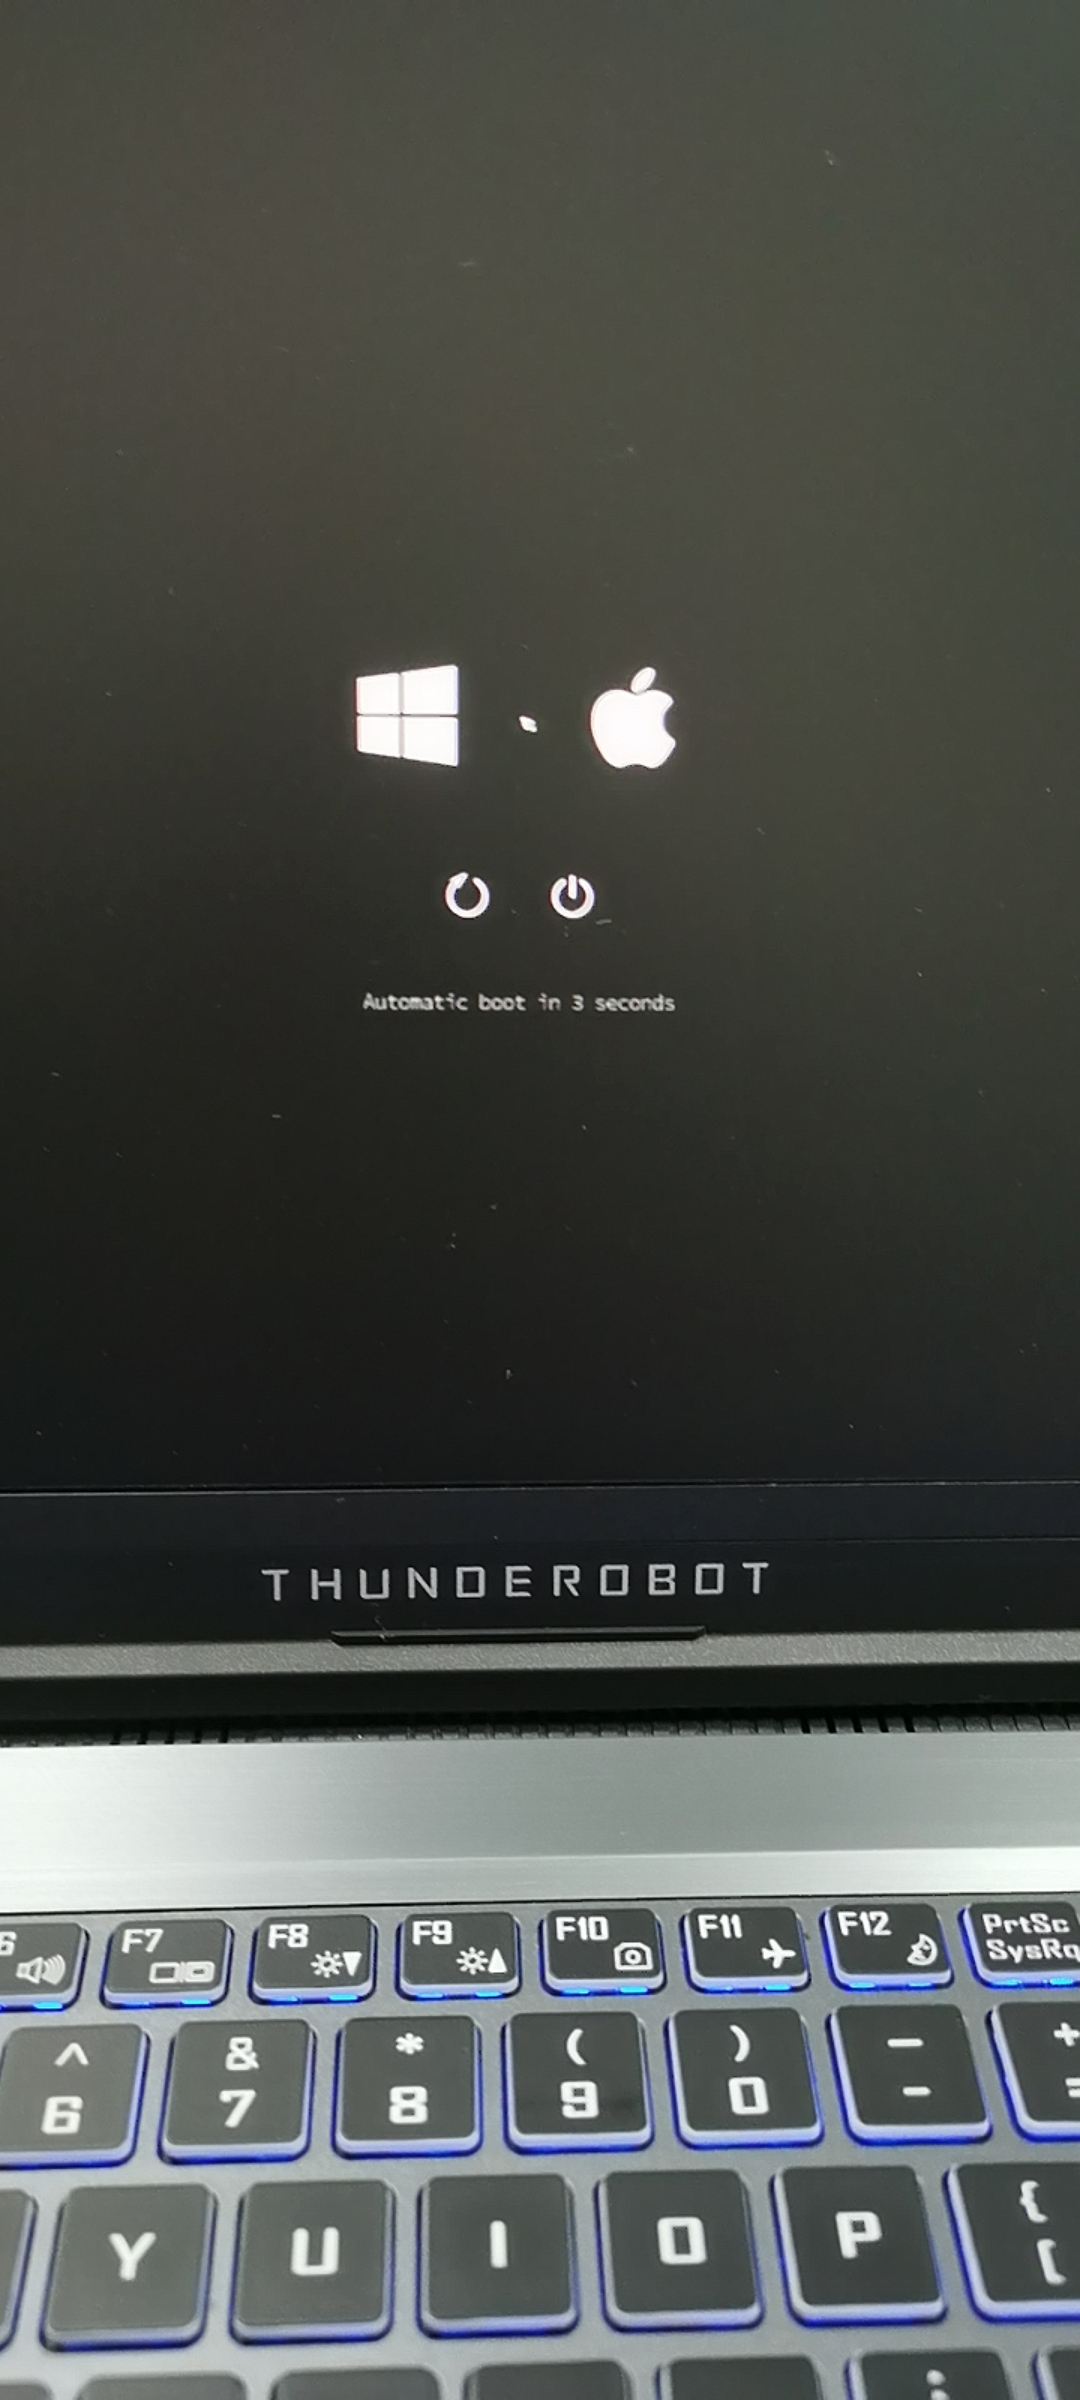 Automatic boot in 3 seconds
THUNDEROBOT
6 F7 F8 F9 F10 F11 F12 PrtSc
SysRq
^ & * ( ) — +
6 7 8 9 0 - =
Y U I O P {
[